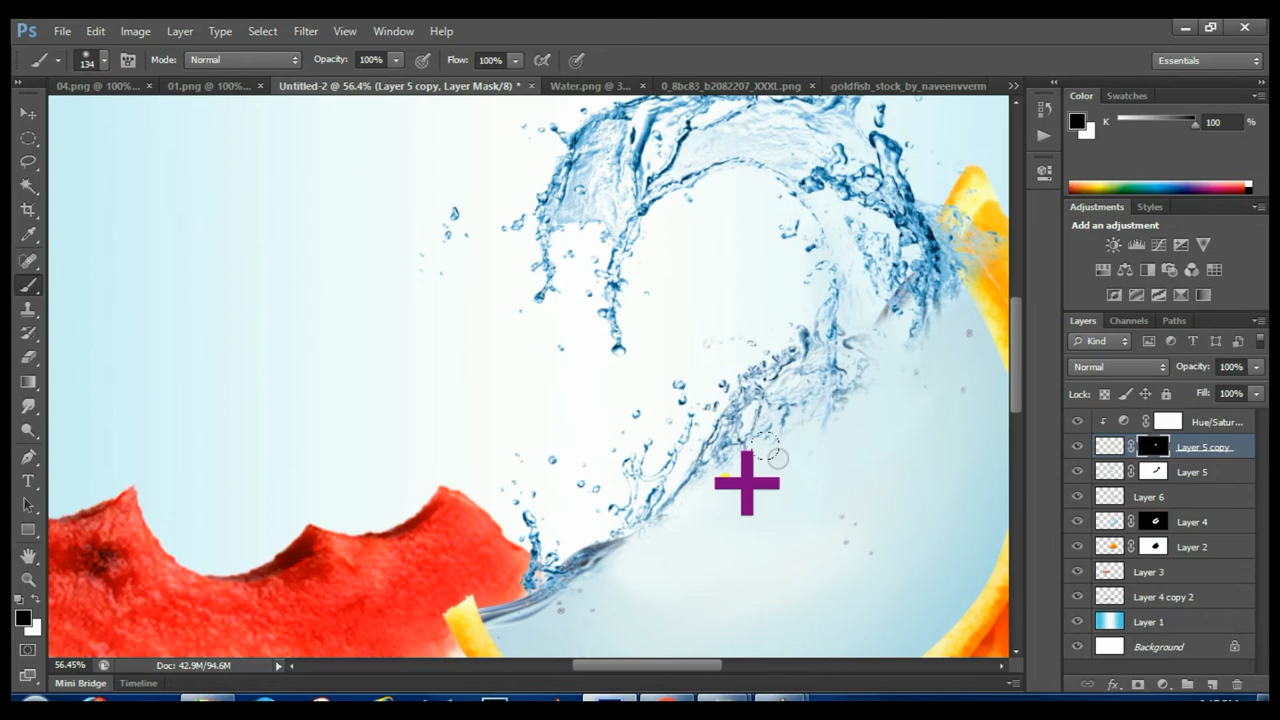 Ps File Edit Image Layer Type Select Filter View Window Help
134 Mode: Normal Opacity: 100% Flow: 100% Essentials
04.png @ 100%... 01.png @ 100%... Untitled-2 @ 56.4% (Layer 5 copy, Layer Mask/8) * Water.png @ 3... 0_8bc83_b2082207_XXXL.png goldfish_stock_by_naveenvverm
Color Swatches
K 100 %
Adjustments Styles
Add an adjustment
Layers Channels Paths
Kind
Normal Opacity: 100%
Lock: Fill: 100%
Hue/Satur...
Layer 5 copy
Layer 5
Layer 6
Layer 4
Layer 2
Layer 3
Layer 4 copy 2
Layer 1
Background
56.45% Doc: 42.9M/94.6M
Mini Bridge Timeline